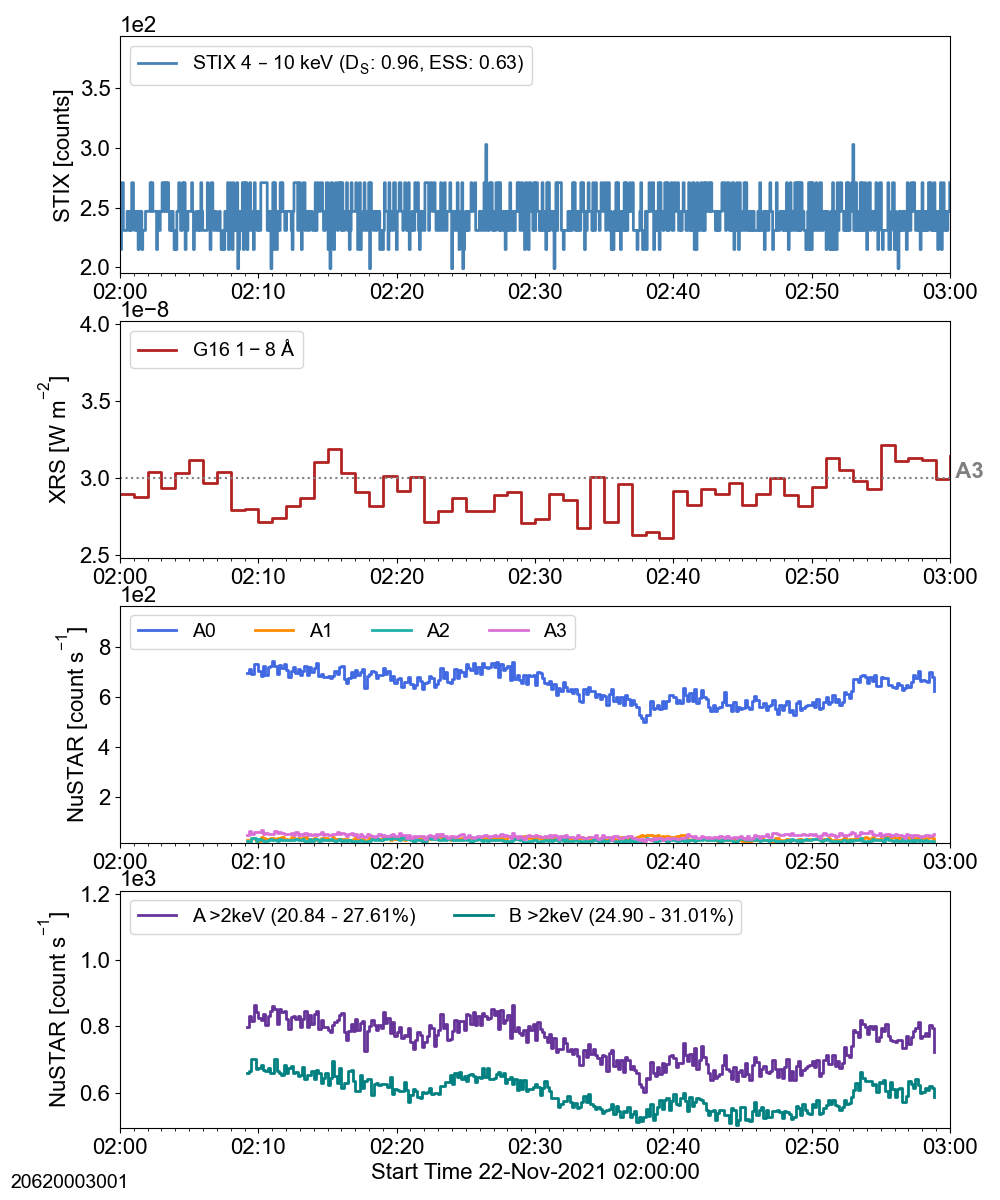 1e2
STIX 4 – 10 keV (D_S: 0.96, ESS: 0.63)
STIX [counts]
3.5
3.0
2.5
2.0
02:00 02:10 02:20 02:30 02:40 02:50 03:00
1e−8
G16 1 – 8 Å
XRS [W m⁻²]
4.0
3.5
3.0
2.5
A3
02:00 02:10 02:20 02:30 02:40 02:50 03:00
1e2
A0 A1 A2 A3
NuSTAR [count s⁻¹]
8
6
4
2
02:00 02:10 02:20 02:30 02:40 02:50 03:00
1e3
A >2keV (20.84 - 27.61%) B >2keV (24.90 - 31.01%)
NuSTAR [count s⁻¹]
1.2
1.0
0.8
0.6
02:00 02:10 02:20 02:30 02:40 02:50 03:00
Start Time 22-Nov-2021 02:00:00
20620003001